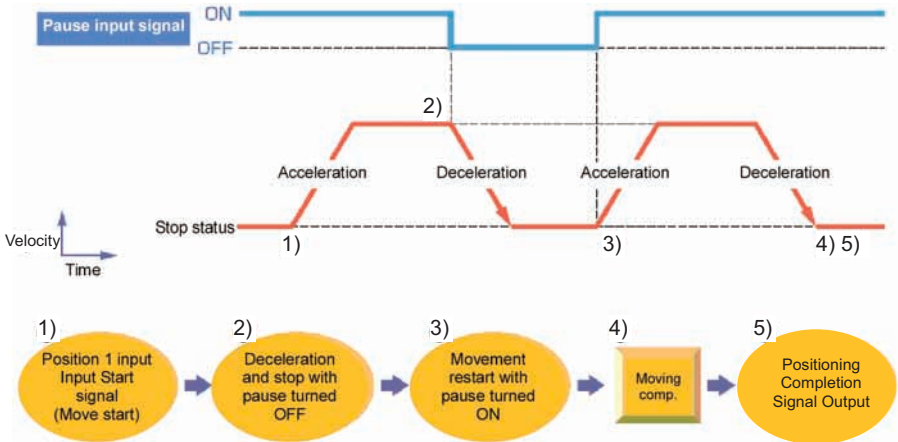 ON
Pause input signal
OFF
2)
Acceleration
Deceleration
Acceleration
Deceleration
Stop status
1)
3)
4) 5)
Velocity
Time
1)
Position 1 input
Input Start
signal
(Move start)
2)
Deceleration
and stop with
pause turned
OFF
3)
Movement
restart with
pause turned
ON
4)
Moving
comp.
5)
Positioning
Completion
Signal Output